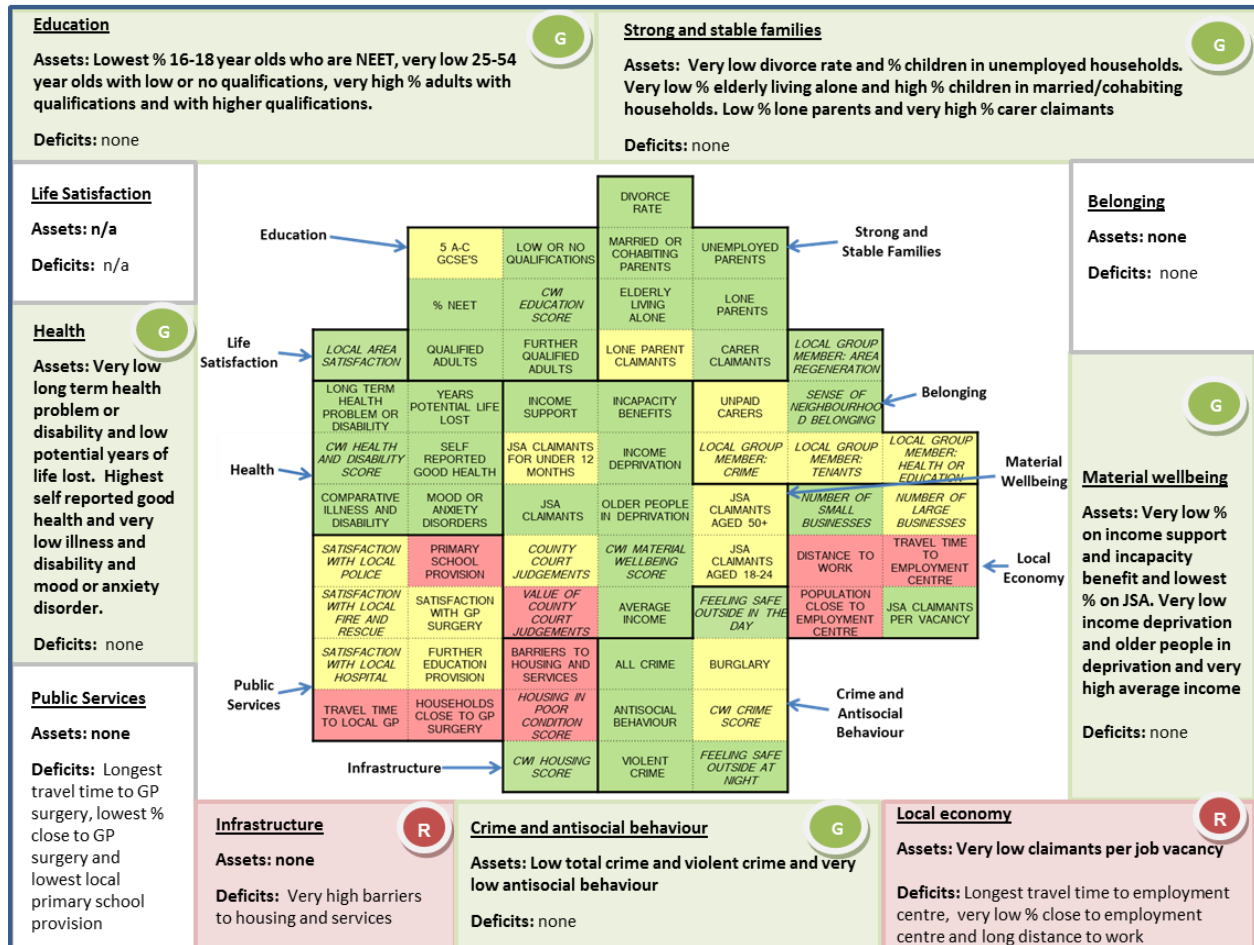 Education
G
Assets: Lowest % 16-18 year olds who are NEET, very low 25-54
year olds with low or no qualifications, very high % adults with
qualifications and with higher qualifications.
Deficits: none
Strong and stable families
G
Assets: Very low divorce rate and % children in unemployed households.
Very low % elderly living alone and high % children in married/cohabiting
households. Low % lone parents and very high % carer claimants
Deficits: none
Life Satisfaction
Assets: n/a
Deficits: n/a
Health
G
Assets: Very low
long term health
problem or
disability and low
potential years of
life lost. Highest
self reported good
health and very
low illness and
disability and
mood or anxiety
disorder.
Deficits: none
Public Services
Assets: none
Deficits: Longest
travel time to GP
surgery, lowest %
close to GP
surgery and
lowest local
primary school
provision
Education
Life
Satisfaction
Health
Public
Services
Infrastructure
Strong and
Stable Families
Belonging
Material
Wellbeing
Local
Economy
Crime and
Antisocial
Behaviour
DIVORCE
RATE
5 A-C
GCSE'S
LOW OR NO
QUALIFICATIONS
MARRIED OR
COHABITING
PARENTS
UNEMPLOYED
PARENTS
% NEET
CWI
EDUCATION
SCORE
ELDERLY
LIVING
ALONE
LONE
PARENTS
LOCAL AREA
SATISFACTION
QUALIFIED
ADULTS
FURTHER
QUALIFIED
ADULTS
LONE PARENT
CLAIMANTS
CARER
CLAIMANTS
LOCAL GROUP
MEMBER: AREA
REGENERATION
LONG TERM
HEALTH
PROBLEM OR
DISABILITY
YEARS
POTENTIAL LIFE
LOST
INCOME
SUPPORT
INCAPACITY
BENEFITS
UNPAID
CARERS
SENSE OF
NEIGHBOURHOO
D BELONGING
CWI HEALTH
AND DISABILITY
SCORE
SELF
REPORTED
GOOD HEALTH
JSA CLAIMANTS
FOR UNDER 12
MONTHS
INCOME
DEPRIVATION
LOCAL GROUP
MEMBER: CRIME
LOCAL GROUP
MEMBER:
TENANTS
LOCAL GROUP
MEMBER:
HEALTH OR
EDUCATION
COMPARATIVE
ILLNESS AND
DISABILITY
MOOD OR
ANXIETY
DISORDERS
JSA
CLAIMANTS
OLDER PEOPLE
IN DEPRIVATION
JSA
CLAIMANTS
AGED 50+
NUMBER OF
SMALL
BUSINESSES
NUMBER OF
LARGE
BUSINESSES
SATISFACTION
WITH LOCAL
POLICE
PRIMARY
SCHOOL
PROVISION
COUNTY
COURT
JUDGEMENTS
CWI MATERIAL
WELLBEING
SCORE
JSA
CLAIMANTS
AGED 18-24
DISTANCE TO
WORK
TRAVEL TIME
TO
EMPLOYMENT
CENTRE
SATISFACTION
WITH LOCAL
FIRE AND
RESCUE
SATISFACTION
WITH GP
SURGERY
VALUE OF
COUNTY
COURT
JUDGEMENTS
AVERAGE
INCOME
FEELING SAFE
OUTSIDE IN THE
DAY
POPULATION
CLOSE TO
EMPLOYMENT
CENTRE
JSA CLAIMANTS
PER VACANCY
SATISFACTION
WITH LOCAL
HOSPITAL
FURTHER
EDUCATION
PROVISION
BARRIERS TO
HOUSING AND
SERVICES
ALL CRIME
BURGLARY
TRAVEL TIME
TO LOCAL GP
HOUSEHOLDS
CLOSE TO GP
SURGERY
HOUSING IN
POOR
CONDITION
SCORE
ANTISOCIAL
BEHAVIOUR
CWI CRIME
SCORE
CWI HOUSING
SCORE
VIOLENT
CRIME
FEELING SAFE
OUTSIDE AT
NIGHT
Belonging
Assets: none
Deficits: none
G
Material wellbeing
Assets: Very low %
on income support
and incapacity
benefit and lowest
% on JSA. Very low
income deprivation
and older people in
deprivation and very
high average income
Deficits: none
Infrastructure
R
Assets: none
Deficits: Very high barriers
to housing and services
Crime and antisocial behaviour
G
Assets: Low total crime and violent crime and very
low antisocial behaviour
Deficits: none
Local economy
R
Assets: Very low claimants per job vacancy
Deficits: Longest travel time to employment
centre, very low % close to employment
centre and long distance to work